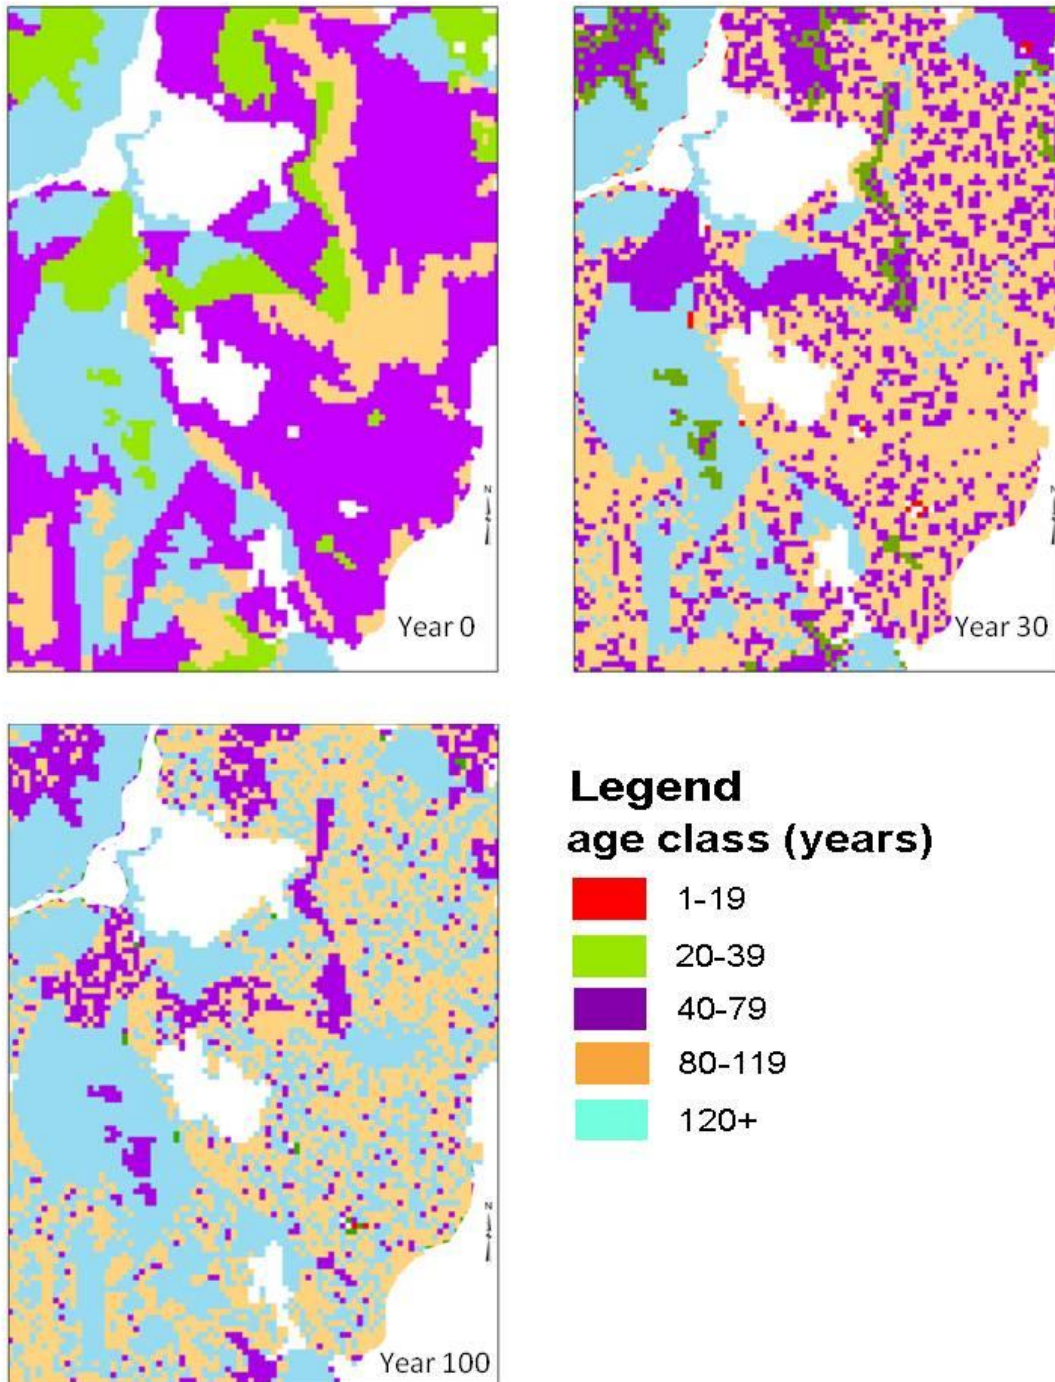 N
S
Year 0
N
S
Year 30
N
S
Year 100
Legend
age class (years)
1-19
20-39
40-79
80-119
120+